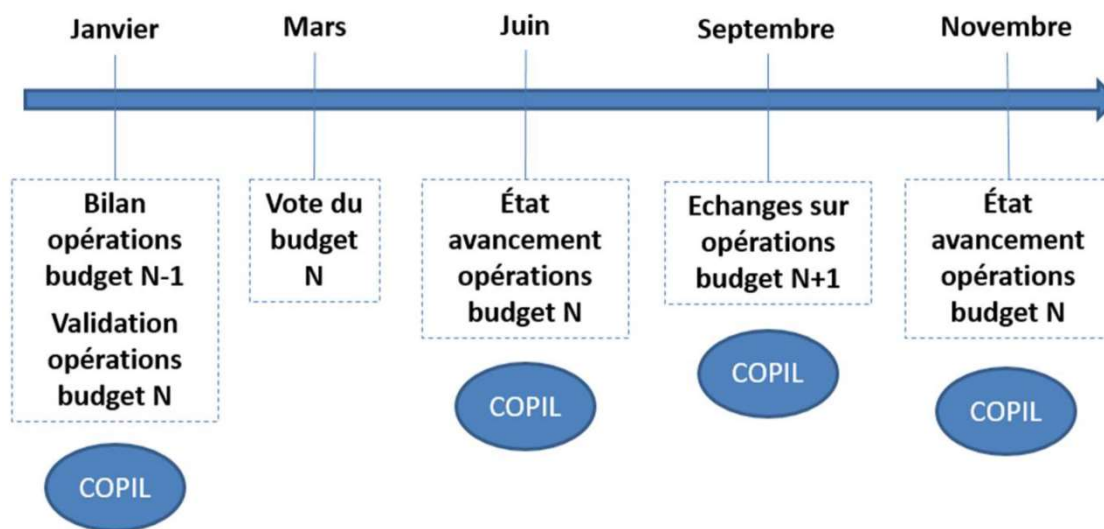 Janvier
Mars
Juin
Septembre
Novembre
Bilan
opérations
budget N-1
Validation
opérations
budget N
COPIL
Vote du
budget
N
État
avancement
opérations
budget N
COPIL
Echanges sur
opérations
budget N+1
COPIL
État
avancement
opérations
budget N
COPIL